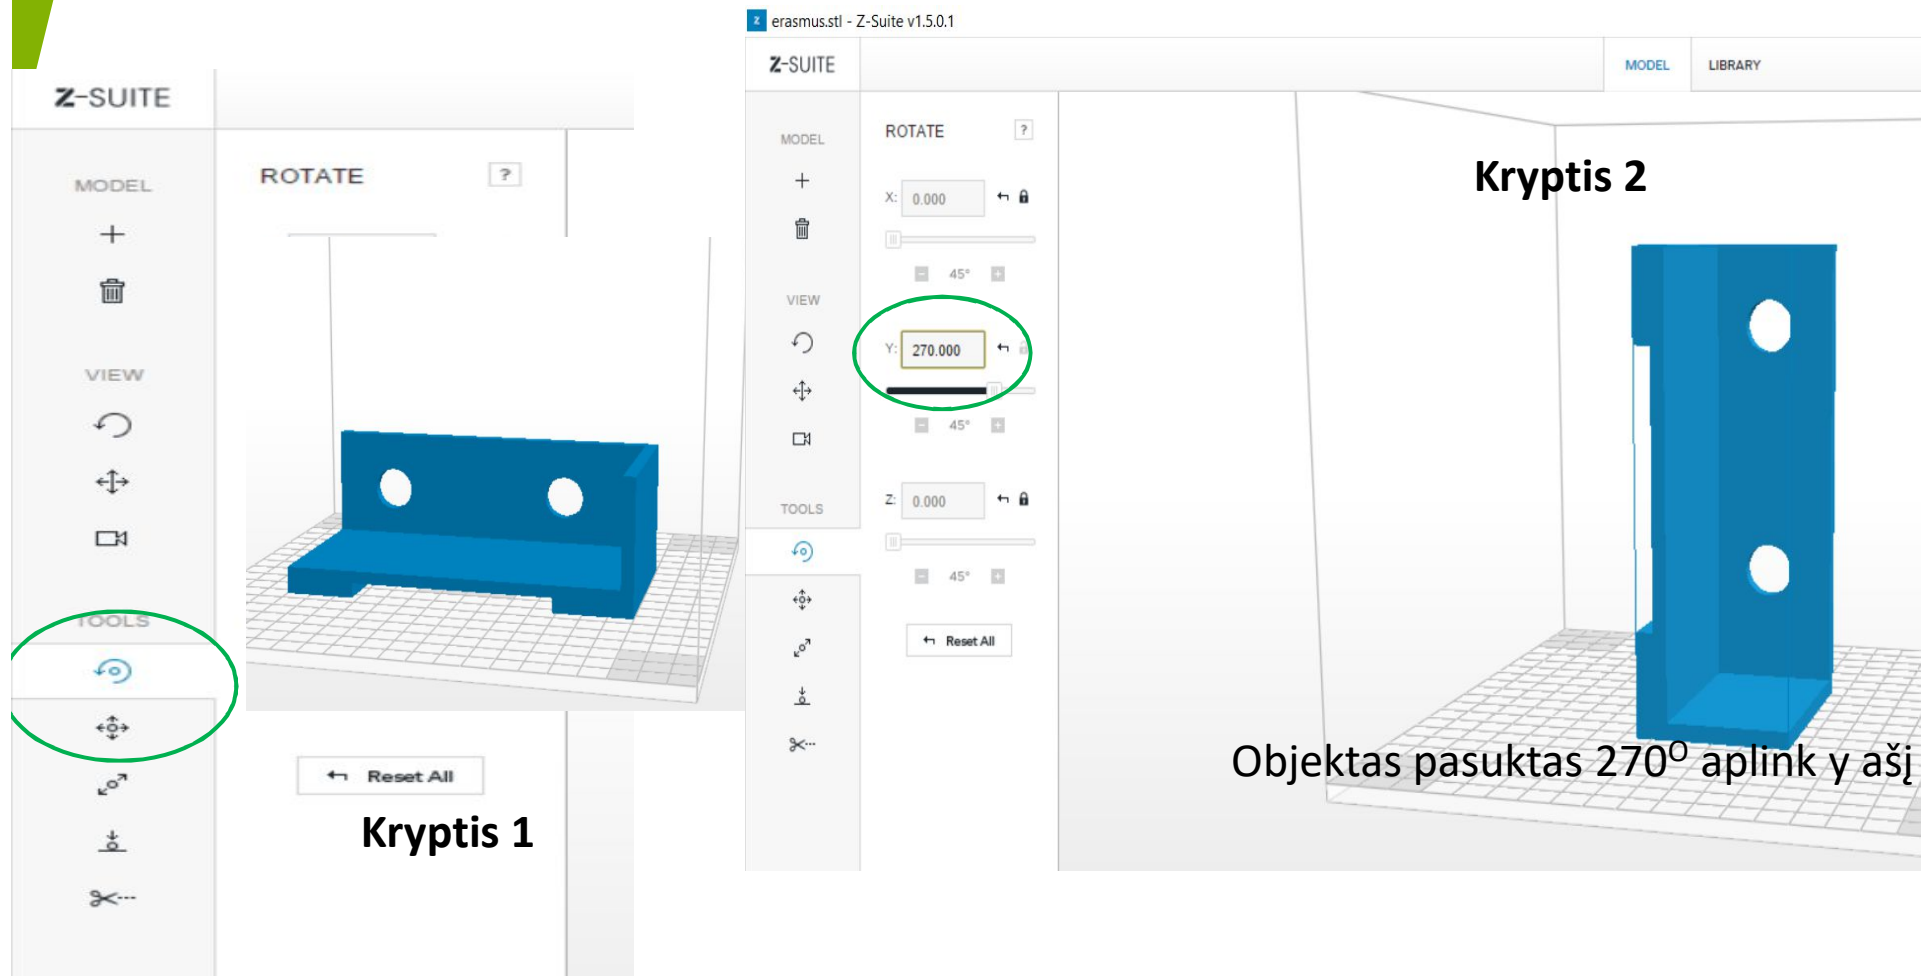 Z-SUITE
MODEL
VIEW
TOOLS
ROTATE
?
Reset All
Kryptis 1
erasmus.stl - Z-Suite v1.5.0.1
Z-SUITE
MODEL LIBRARY
MODEL
VIEW
TOOLS
ROTATE ?
X: 0.000
45°
Y: 270.000
45°
Z: 0.000
45°
Reset All
Kryptis 2
Objektas pasuktas 270⁰ aplink y ašį